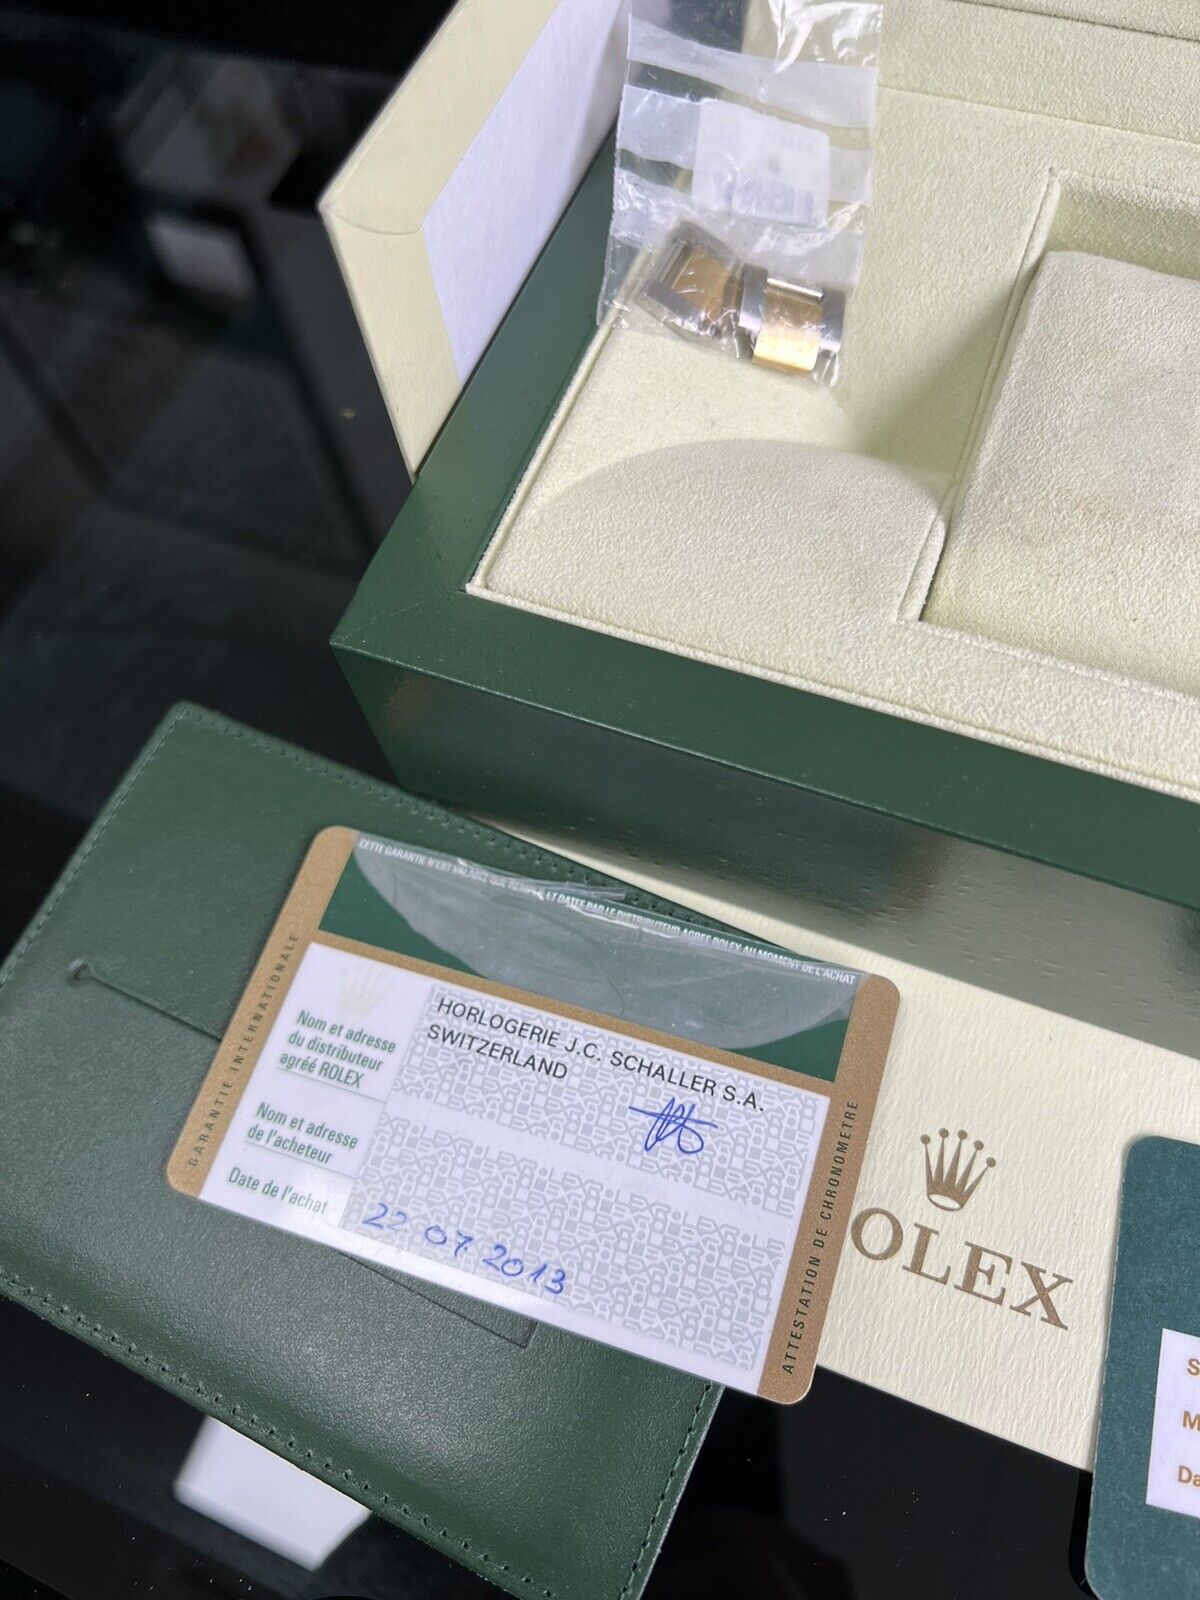 CETTE GARANTIE N'EST VALABLE QUE REMPLIE ET DATÉE PAR LE DISTRIBUTEUR AGRÉÉ ROLEX AU MOMENT DE L'ACHAT
GARANTIE INTERNATIONALE
Nom et adresse
du distributeur
agréé ROLEX
HORLOGERIE J.C. SCHALLER S.A.
SWITZERLAND
Nom et adresse
de l'acheteur
Date de l'achat
22.07.2013
ATTESTATION DE CHRONOMETRE
ROLEX
S
M
Da